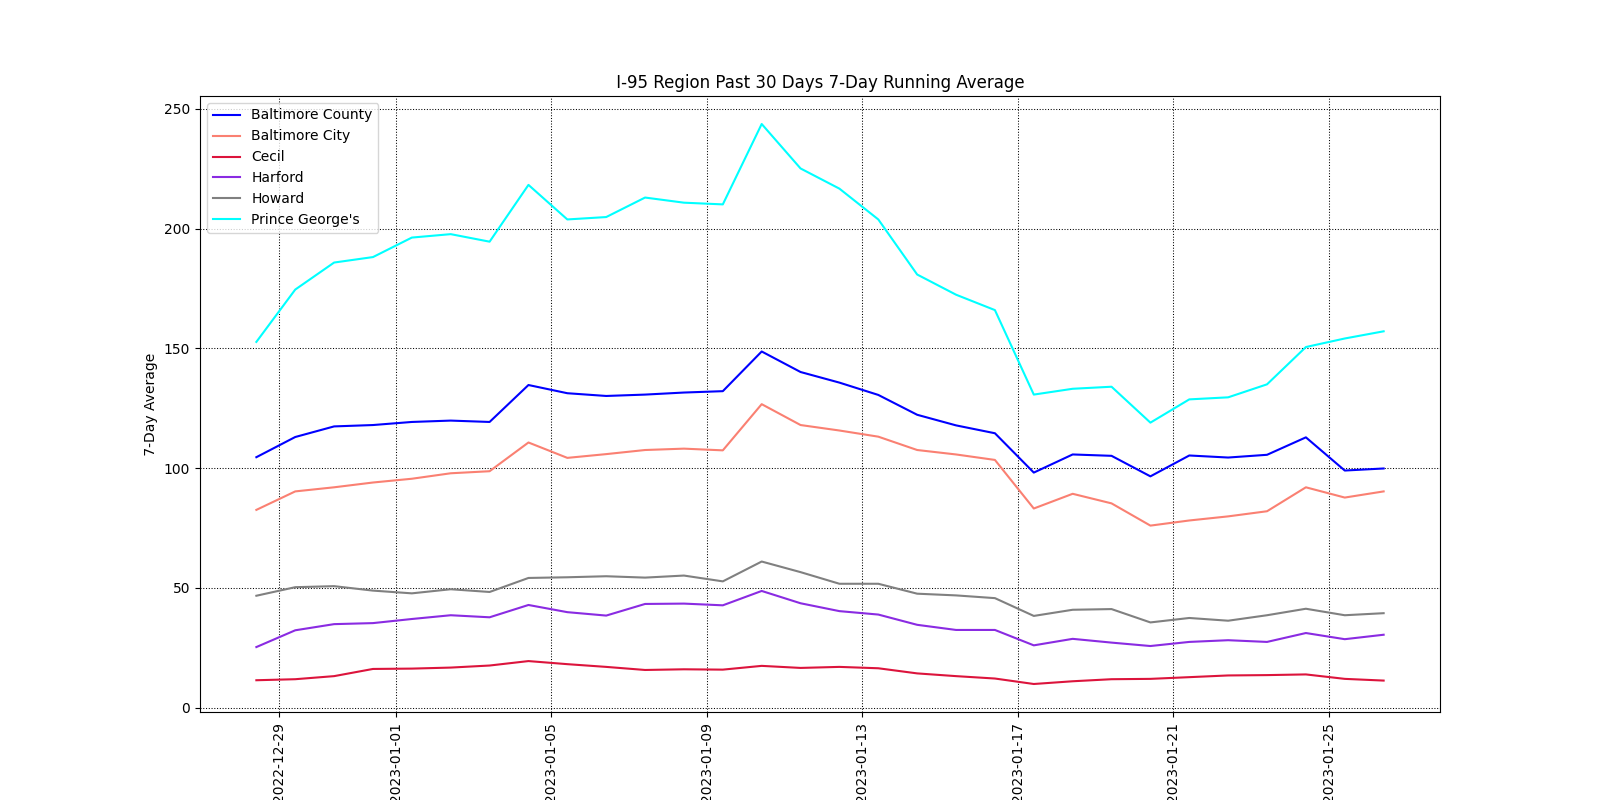 I-95 Region Past 30 Days 7-Day Running Average
250
200
150
100
50
0
7-Day Average
Baltimore County
Baltimore City
Cecil
Harford
Howard
Prince George's
2022-12-29
2023-01-01
2023-01-05
2023-01-09
2023-01-13
2023-01-17
2023-01-21
2023-01-25